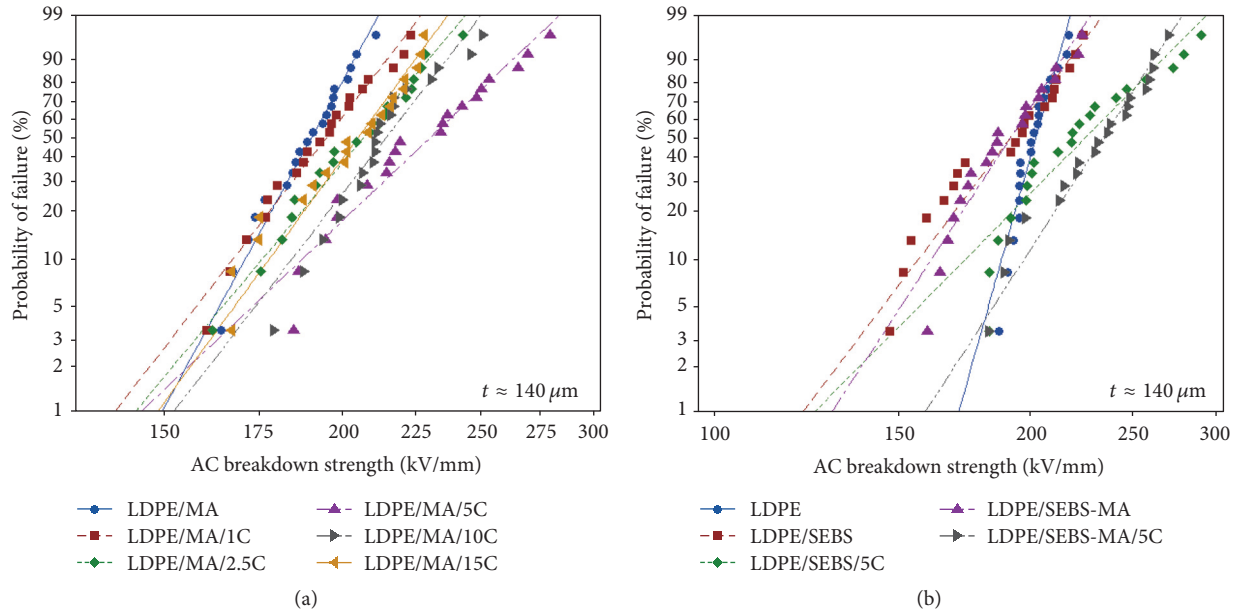 99
90
80
70
60
50
40
30
20
10
5
3
2
1
Probability of failure (%)
t ≈ 140 μm
150 175 200 225 250 275 300
AC breakdown strength (kV/mm)
LDPE/MA
LDPE/MA/1C
LDPE/MA/2.5C
LDPE/MA/5C
LDPE/MA/10C
LDPE/MA/15C
(a)
99
90
80
70
60
50
40
30
20
10
5
3
2
1
Probability of failure (%)
t ≈ 140 μm
100 150 200 250 300
AC breakdown strength (kV/mm)
LDPE
LDPE/SEBS
LDPE/SEBS/5C
LDPE/SEBS-MA
LDPE/SEBS-MA/5C
(b)